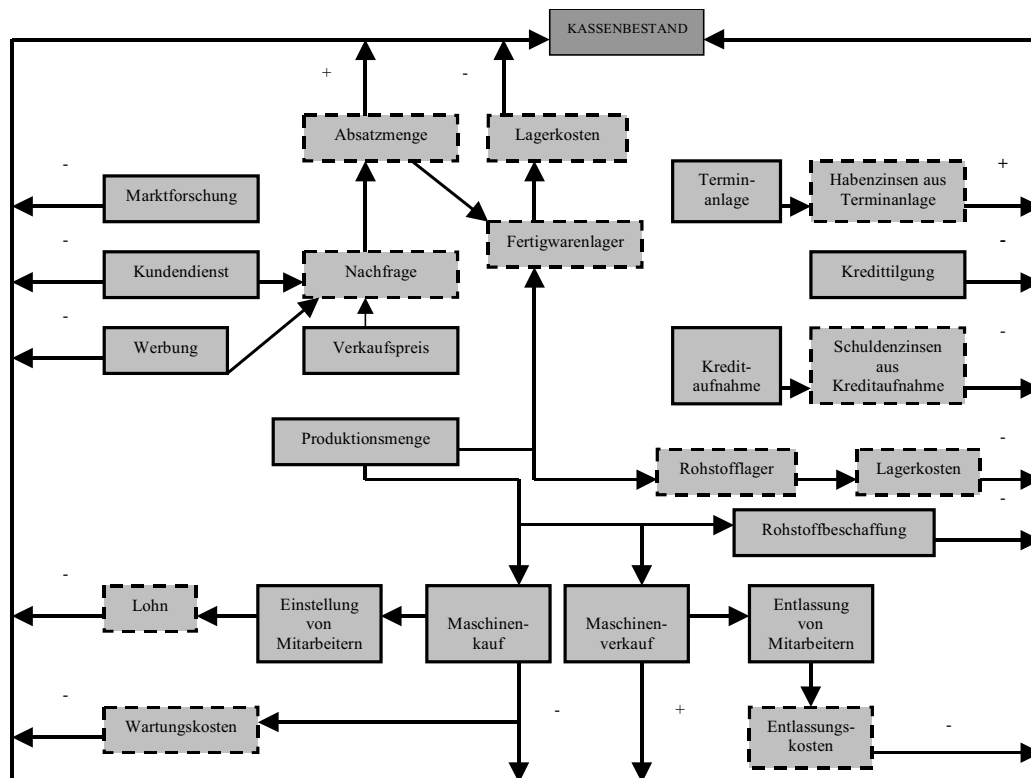 KASSENBESTAND
+
-
Absatzmenge
Lagerkosten
-
Marktforschung
Termin-
anlage
Habenzinsen aus
Terminanlage
+
-
Kundendienst
Nachfrage
Fertigwarenlager
Kredittilgung
-
-
Werbung
Verkaufspreis
Kredit-
aufnahme
Schuldenzinsen
aus
Kreditaufnahme
-
Produktionsmenge
Rohstofflager
Lagerkosten
-
Rohstoffbeschaffung
-
-
Lohn
Einstellung
von
Mitarbeitern
Maschinen-
kauf
Maschinen-
verkauf
Entlassung
von
Mitarbeitern
-
Wartungskosten
-
+
Entlassungs-
kosten
-